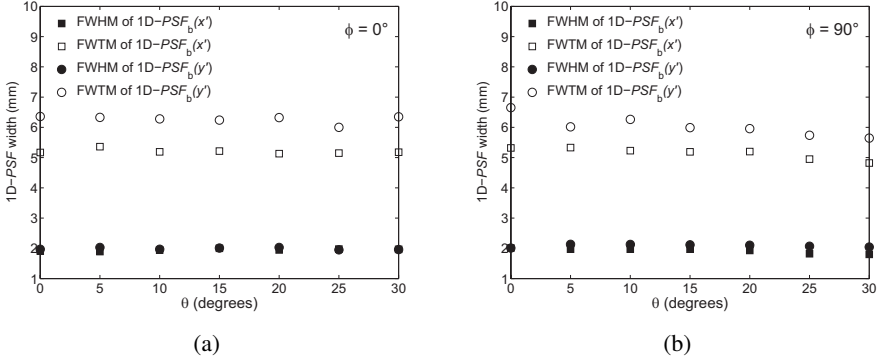 10
9
8
7
6
5
4
3
2
1
1D−PSF width (mm)
FWHM of 1D−PSFb(x')
FWTM of 1D−PSFb(x')
FWHM of 1D−PSFb(y')
FWTM of 1D−PSFb(y')
ϕ = 0°
0 5 10 15 20 25 30
θ (degrees)
(a)
10
9
8
7
6
5
4
3
2
1
1D−PSF width (mm)
FWHM of 1D−PSFb(x')
FWTM of 1D−PSFb(x')
FWHM of 1D−PSFb(y')
FWTM of 1D−PSFb(y')
ϕ = 90°
0 5 10 15 20 25 30
θ (degrees)
(b)